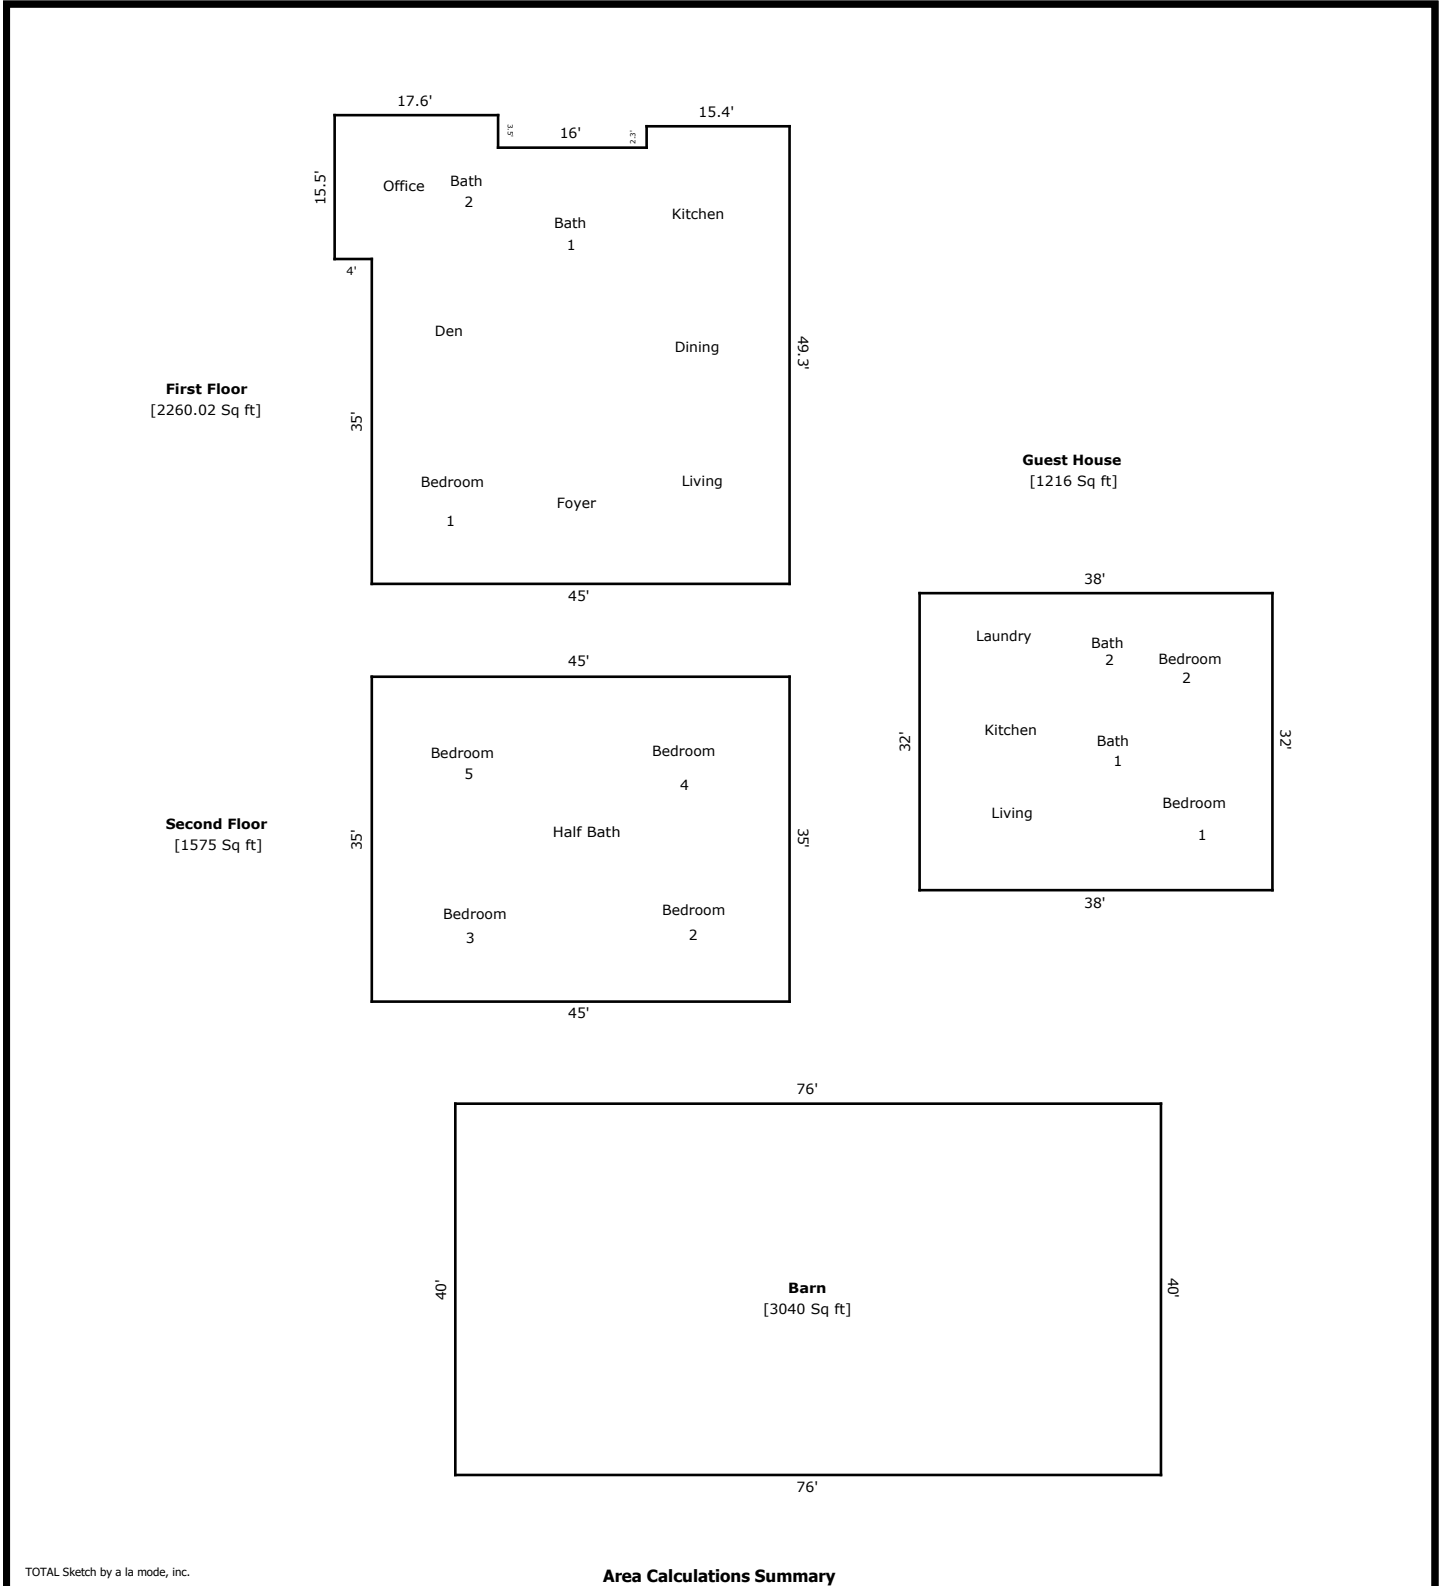 17.6'
15.4'
3.5'
16'
2.3'
15.5'
Office
Bath
2
Bath
1
Kitchen
4'
Den
Dining
49.3'
First Floor
[2260.02 Sq ft]
35'
Bedroom
1
Foyer
Living
45'
Guest House
[1216 Sq ft]
38'
Laundry
Bath
2
Bedroom
2
32'
Kitchen
Bath
1
32'
Living
Bedroom
1
38'
45'
Bedroom
5
Bedroom
4
Second Floor
[1575 Sq ft]
35'
Half Bath
35'
Bedroom
3
Bedroom
2
45'
76'
40'
Barn
[3040 Sq ft]
40'
76'
TOTAL Sketch by a la mode, inc.
Area Calculations Summary